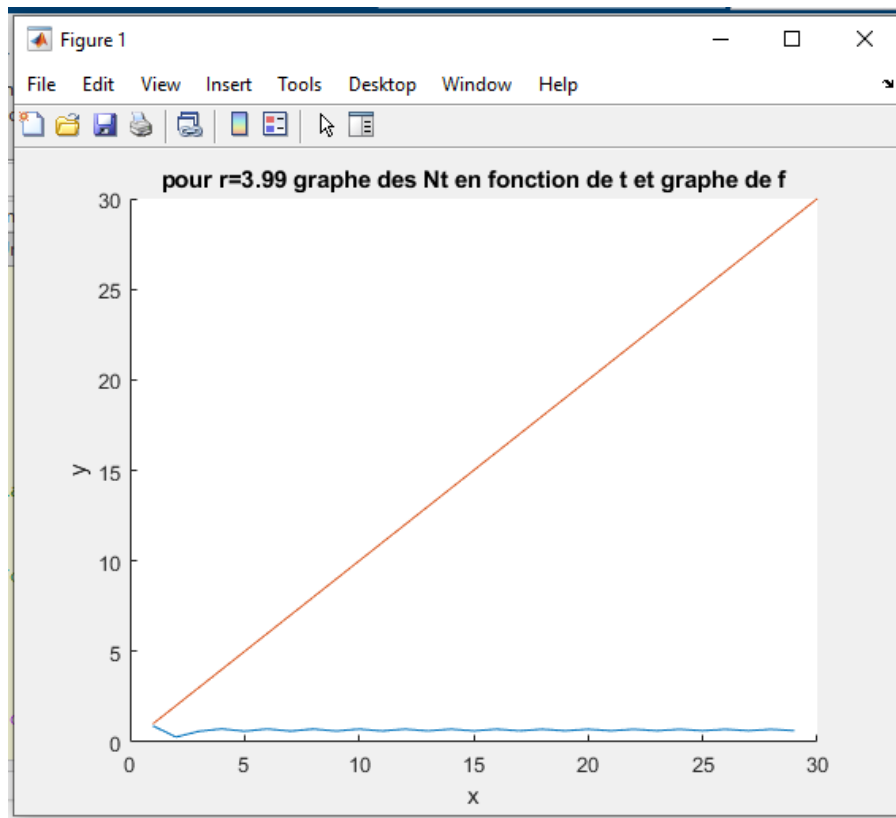 Figure 1
File Edit View Insert Tools Desktop Window Help
pour r=3.99 graphe des Nt en fonction de t et graphe de f
30
25
20
15
10
5
0
y
0 5 10 15 20 25 30
x